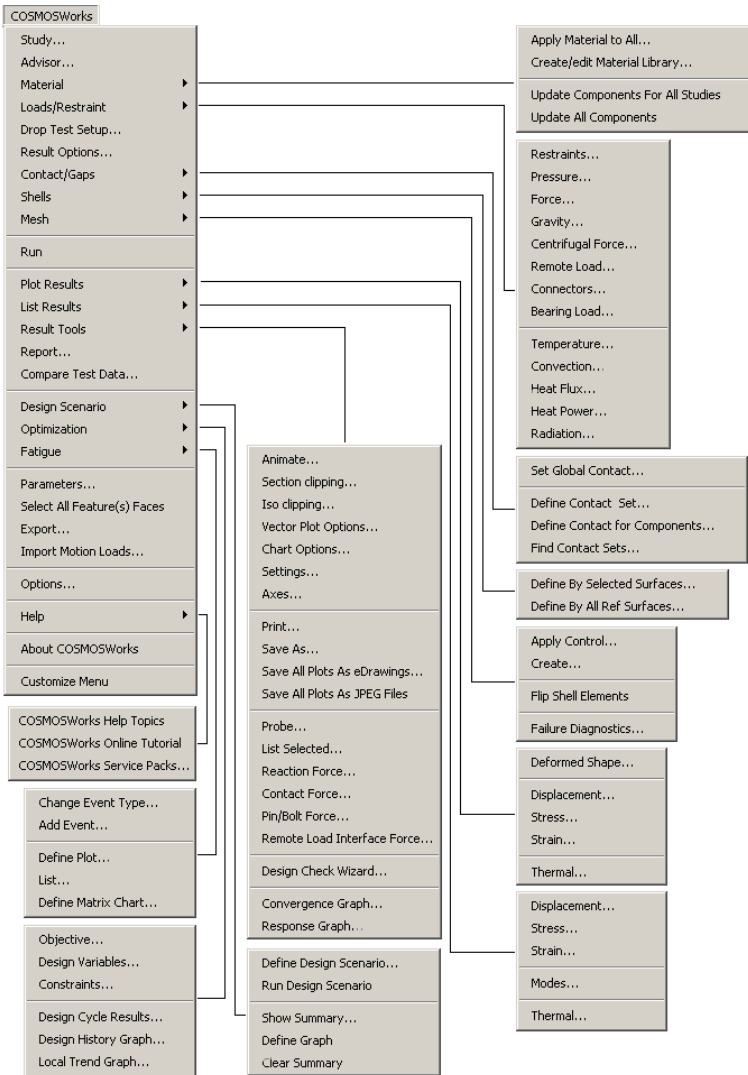 COSMOSWorks
Study...
Advisor...
Material
Loads/Restraint
Drop Test Setup...
Result Options...
Contact/Gaps
Shells
Mesh
Run
Plot Results
List Results
Result Tools
Report...
Compare Test Data...
Design Scenario
Optimization
Fatigue
Parameters...
Select All Feature(s) Faces
Export...
Import Motion Loads...
Options...
Help
About COSMOSWorks
Customize Menu
COSMOSWorks Help Topics
COSMOSWorks Online Tutorial
COSMOSWorks Service Packs...
Change Event Type...
Add Event...
Define Plot...
List...
Define Matrix Chart...
Objective...
Design Variables...
Constraints...
Design Cycle Results...
Design History Graph...
Local Trend Graph...
Animate...
Section clipping...
Iso clipping...
Vector Plot Options...
Chart Options...
Settings...
Axes...
Print...
Save As...
Save All Plots As eDrawings...
Save All Plots As JPEG Files
Probe...
List Selected...
Reaction Force...
Contact Force...
Pin/Bolt Force...
Remote Load Interface Force...
Design Check Wizard...
Convergence Graph...
Response Graph...
Define Design Scenario...
Run Design Scenario
Show Summary...
Define Graph
Clear Summary
Apply Material to All...
Create/edit Material Library...
Update Components For All Studies
Update All Components
Restraints...
Pressure...
Force...
Gravity...
Centrifugal Force...
Remote Load...
Connectors...
Bearing Load...
Temperature...
Convection...
Heat Flux...
Heat Power...
Radiation...
Set Global Contact...
Define Contact Set...
Define Contact for Components...
Find Contact Sets...
Define By Selected Surfaces...
Define By All Ref Surfaces...
Apply Control...
Create...
Flip Shell Elements
Failure Diagnostics...
Deformed Shape...
Displacement...
Stress...
Strain...
Thermal...
Displacement...
Stress...
Strain...
Modes...
Thermal...